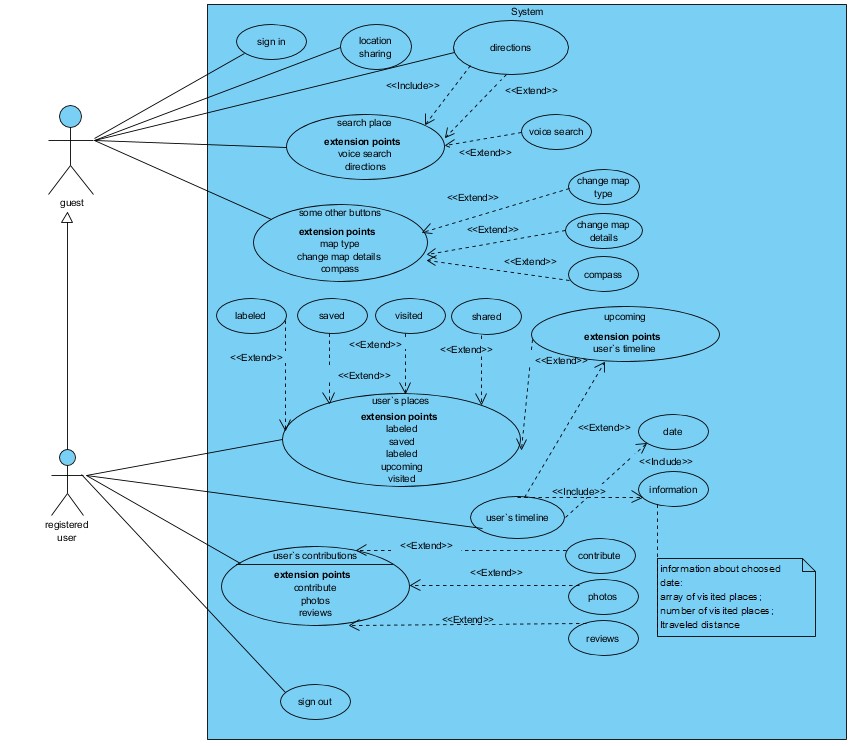 System
sign in
location
sharing
directions
<<Include>>
<<Extend>>
search place
extension points
voice search
directions
voice search
<<Extend>>
guest
change map
type
<<Extend>>
some other buttons
extension points
map type
change map details
compass
change map
details
<<Extend>>
<<Extend>>
compass
labeled
saved
visited
shared
upcoming
extension points
user`s timeline
<<Extend>>
<<Extend>>
<<Extend>>
<<Extend>>
<<Extend>>
user`s places
extension points
labeled
saved
labeled
upcoming
visited
<<Extend>>
date
<<Include>>
registered
user
user`s timeline
<<Include>>
information
user`s contributions
extension points
contribute
photos
reviews
<<Extend>>
contribute
<<Extend>>
photos
<<Extend>>
reviews
information about choosed
date:
array of visited places;
number of visited places;
ltraveled distance
sign out